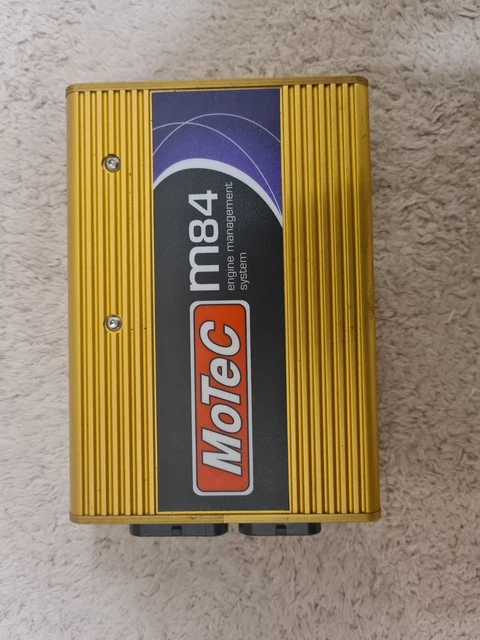 MoTeC
m84
engine management
system